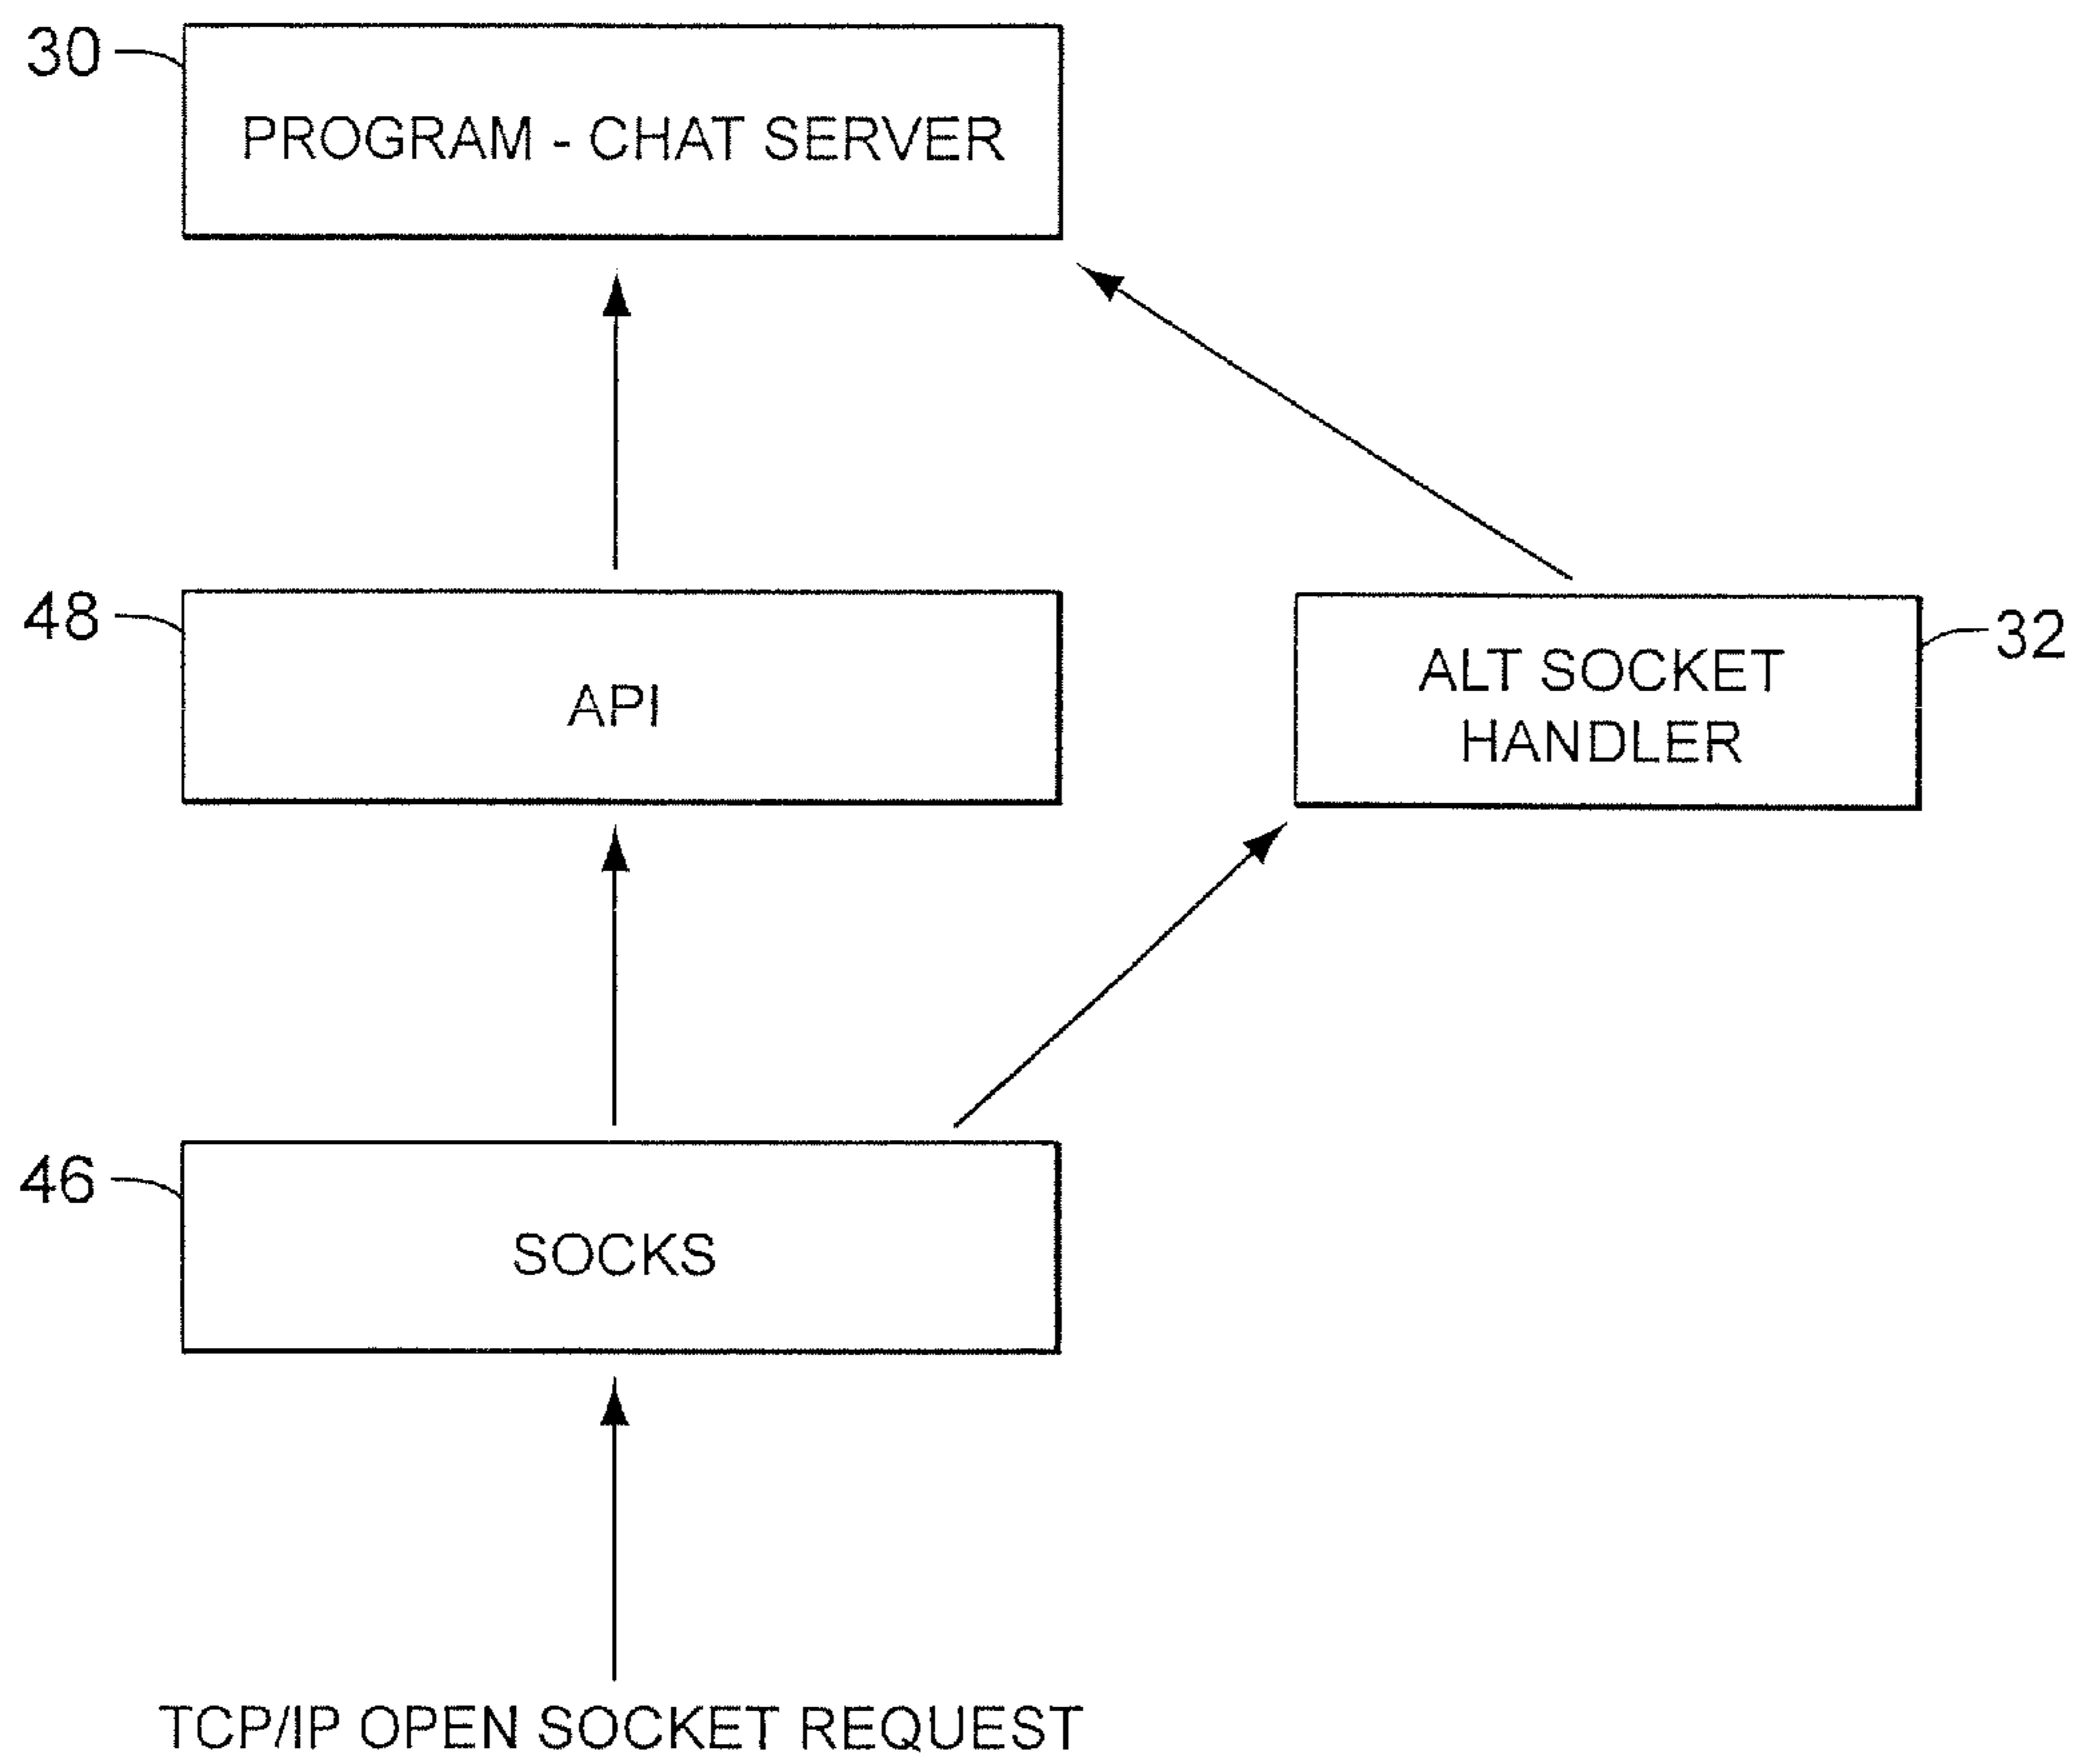 30
PROGRAM - CHAT SERVER
48
API
ALT SOCKET
HANDLER
32
46
SOCKS
TCP/IP OPEN SOCKET REQUEST